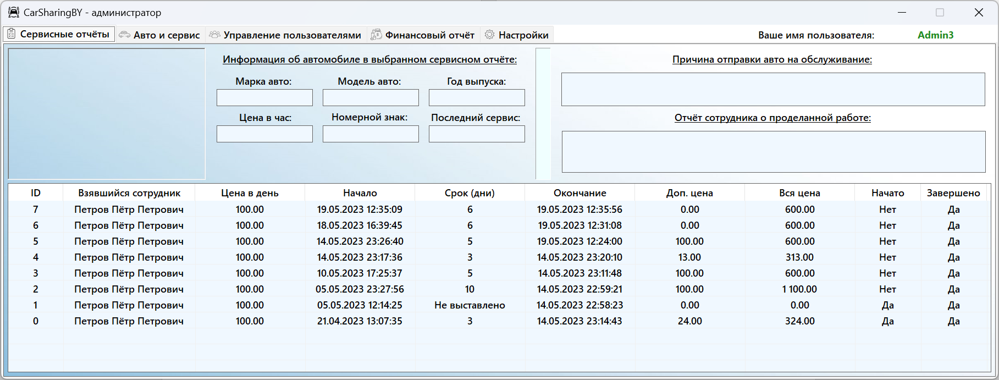 CarSharingBY - администратор
Сервисные отчёты Авто и сервис Управление пользователями Финансовый отчёт Настройки Ваше имя пользователя: Admin3
Информация об автомобиле в выбранном сервисном отчёте:
Марка авто: Модель авто: Год выпуска:
Цена в час: Номерной знак: Последний сервис:
Причина отправки авто на обслуживание:
Отчёт сотрудника о проделанной работе:
ID Взявшийся сотрудник Цена в день Начало Срок (дни) Окончание Доп. цена Вся цена Начато Завершено
7 Петров Пётр Петрович 100.00 19.05.2023 12:35:09 6 19.05.2023 12:35:56 0.00 600.00 Нет Да
6 Петров Пётр Петрович 100.00 18.05.2023 16:39:45 6 19.05.2023 12:31:08 0.00 600.00 Нет Да
5 Петров Пётр Петрович 100.00 14.05.2023 23:26:40 5 19.05.2023 12:24:00 100.00 600.00 Нет Да
4 Петров Пётр Петрович 100.00 14.05.2023 23:17:36 3 14.05.2023 23:20:10 13.00 313.00 Нет Да
3 Петров Пётр Петрович 100.00 10.05.2023 17:25:37 5 14.05.2023 23:11:48 100.00 600.00 Нет Да
2 Петров Пётр Петрович 100.00 05.05.2023 23:27:56 10 14.05.2023 22:59:21 100.00 1 100.00 Нет Да
1 Петров Пётр Петрович 100.00 05.05.2023 12:14:25 Не выставлено 14.05.2023 22:58:23 0.00 0.00 Да Да
0 Петров Пётр Петрович 100.00 21.04.2023 13:07:35 3 14.05.2023 23:14:43 24.00 324.00 Да Да